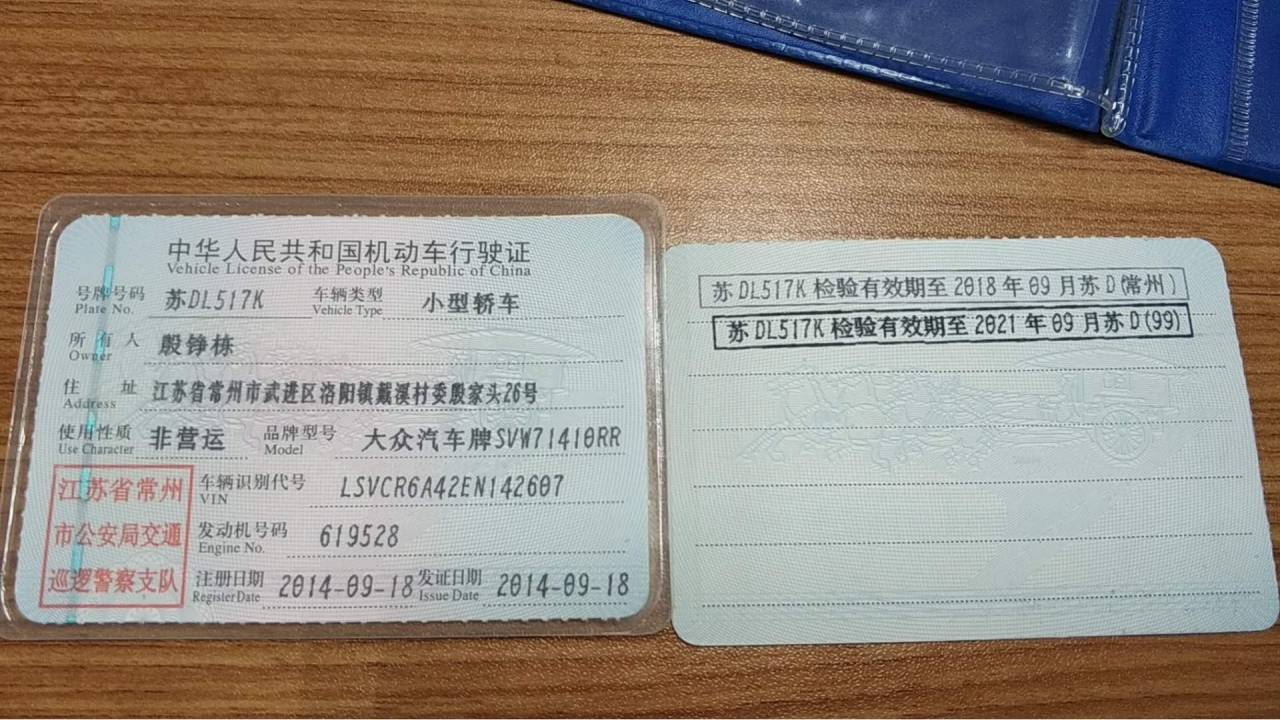 中华人民共和国机动车行驶证
Vehicle License of the People's Republic of China
号牌号码 苏DL517K 车辆类型 小型轿车
Plate No. Vehicle Type
所有人 殷铮栋
Owner
住址 江苏省常州市武进区洛阳镇戴溪村委殷家头26号
Address
使用性质 非营运 品牌型号 大众汽车牌SVW71410RR
Use Character Model
江苏省常州
市公安局交通
巡逻警察支队
车辆识别代号 LSVCR6A42EN142607
VIN
发动机号码 619528
Engine No.
注册日期 2014-09-18 发证日期 2014-09-18
Register Date Issue Date
苏DL517K检验有效期至2018年09月苏D(常州)
苏DL517K检验有效期至2021年09月苏D(99)